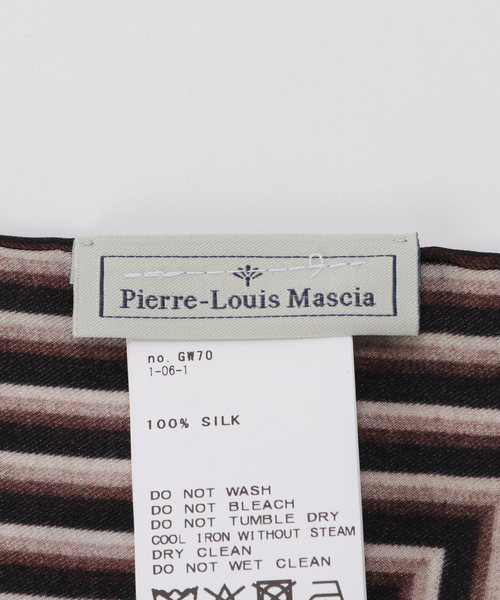 Pierre-Louis Mascia
no. GW70
1-06-1
100% SILK
DO NOT WASH
DO NOT BLEACH
DO NOT TUMBLE DRY
COOL IRON WITHOUT STEAM
DRY CLEAN
DO NOT WET CLEAN